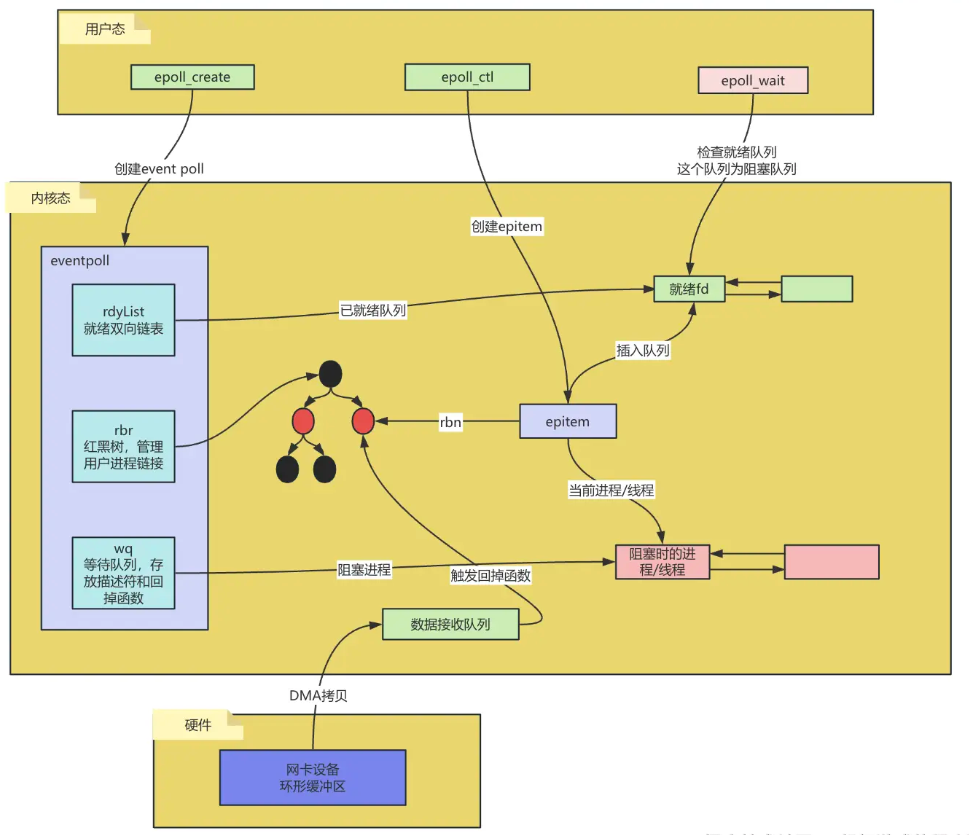 用户态
epoll_create
epoll_ctl
epoll_wait
创建event poll
检查就绪队列
这个队列为阻塞队列
内核态
创建epitem
eventpoll
rdyList
就绪双向链表
已就绪队列
就绪fd
插入队列
rbr
红黑树，管理
用户进程链接
rbn
epitem
当前进程/线程
wq
等待队列，存
放描述符和回
掉函数
阻塞进程
触发回掉函数
阻塞时的进
程/线程
数据接收队列
DMA拷贝
硬件
网卡设备
环形缓冲区